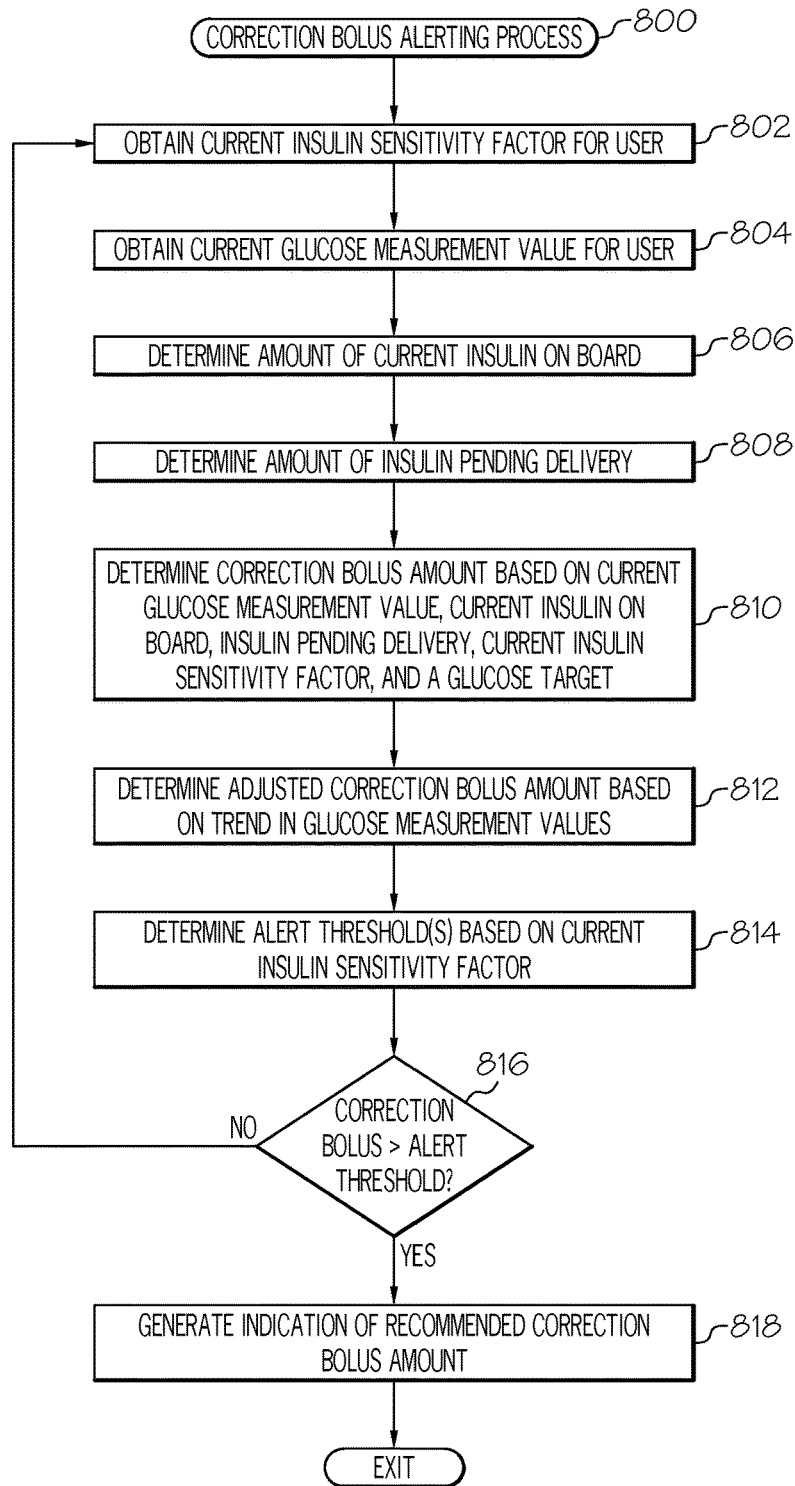 CORRECTION BOLUS ALERTING PROCESS
800
OBTAIN CURRENT INSULIN SENSITIVITY FACTOR FOR USER
802
OBTAIN CURRENT GLUCOSE MEASUREMENT VALUE FOR USER
804
DETERMINE AMOUNT OF CURRENT INSULIN ON BOARD
806
DETERMINE AMOUNT OF INSULIN PENDING DELIVERY
808
DETERMINE CORRECTION BOLUS AMOUNT BASED ON CURRENT
GLUCOSE MEASUREMENT VALUE, CURRENT INSULIN ON
BOARD, INSULIN PENDING DELIVERY, CURRENT INSULIN
SENSITIVITY FACTOR, AND A GLUCOSE TARGET
810
DETERMINE ADJUSTED CORRECTION BOLUS AMOUNT BASED
ON TREND IN GLUCOSE MEASUREMENT VALUES
812
DETERMINE ALERT THRESHOLD(S) BASED ON CURRENT
INSULIN SENSITIVITY FACTOR
814
816
CORRECTION
BOLUS > ALERT
THRESHOLD?
NO
YES
GENERATE INDICATION OF RECOMMENDED CORRECTION
BOLUS AMOUNT
818
EXIT